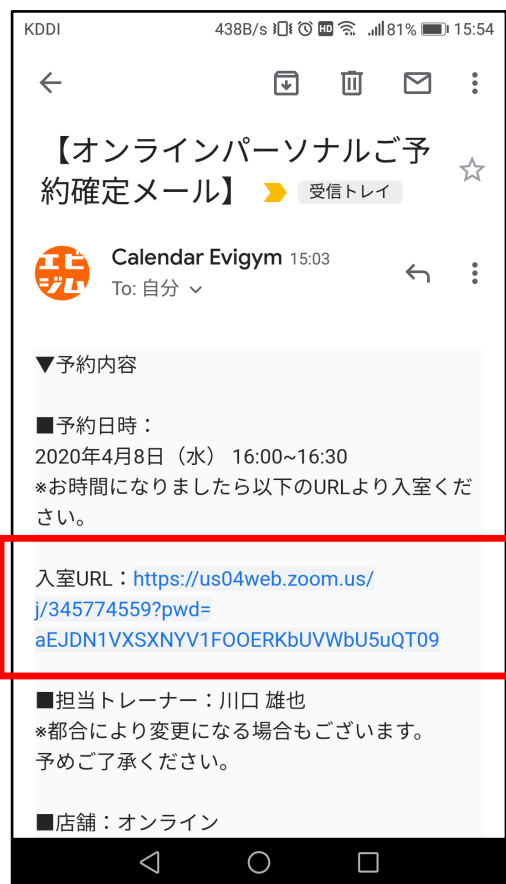 KDDI 438B/s HD 81% 15:54
【オンラインパーソナルご予
約確定メール】 受信トレイ
エビ
ジム
Calendar Evigym 15:03
To: 自分
▼予約内容
■予約日時：
2020年4月8日（水） 16:00~16:30
*お時間になりましたら以下のURLより入室くだ
さい。
入室URL：https://us04web.zoom.us/
j/345774559?pwd=
aEJDN1VXSXNYV1FOOERKbUVWbU5uQT09
■担当トレーナー：川口 雄也
*都合により変更になる場合もございます。
予めご了承ください。
■店舗：オンライン